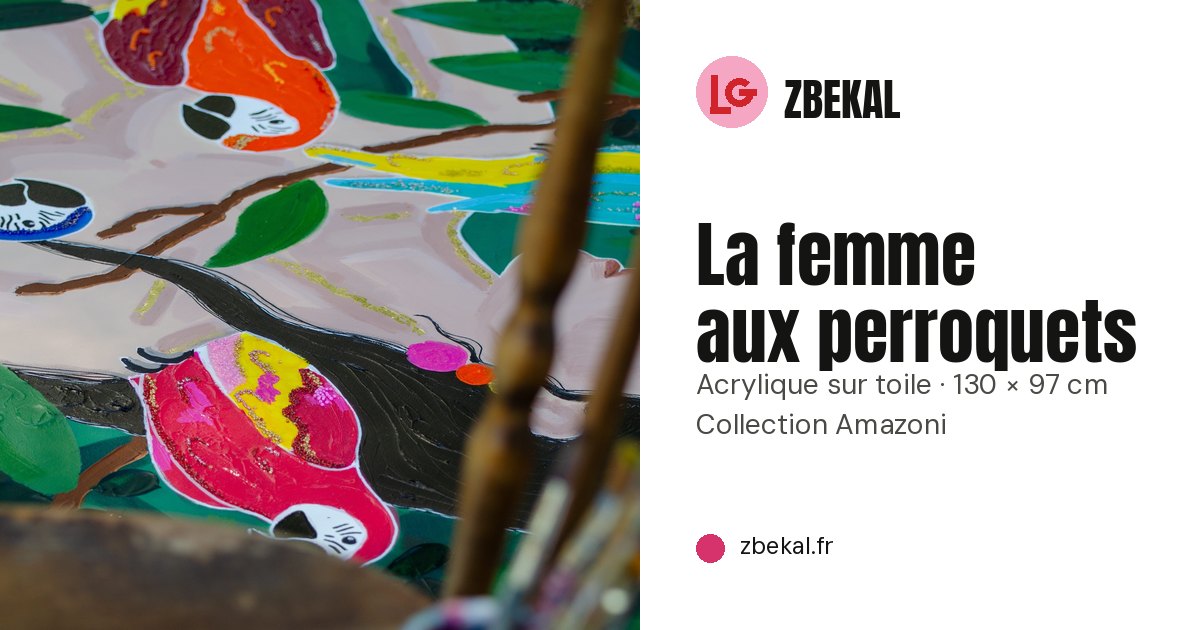 LG
ZBEKAL
La femme
aux perroquets
Acrylique sur toile · 130 × 97 cm
Collection Amazoni
zbekal.fr